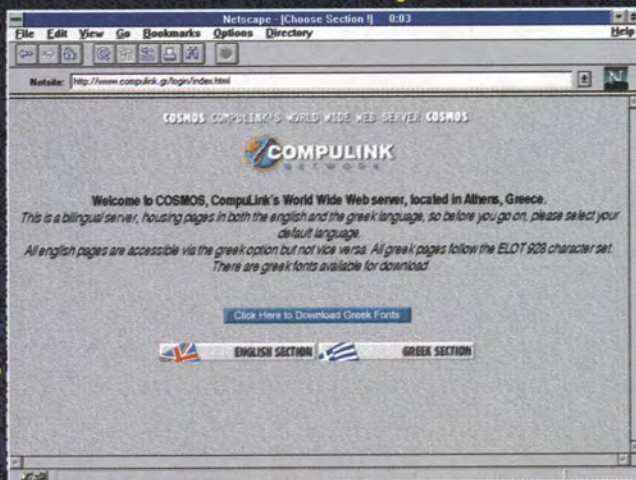 Netscape - [Choose Section !] 0:03
File Edit View Go Bookmarks Options Directory Help
Netsite: http://www.compulink.gr/login/index.html
N
COSMOS COMPULINK'S WORLD WIDE WEB SERVER COSMOS
COMPULINK
NETWORK
Welcome to COSMOS, CompuLink's World Wide Web server, located in Athens, Greece.
This is a bilingual server, housing pages in both the english and the greek language, so before you go on, please select your
default language.
All english pages are accessible via the greek option but not vice versa. All greek pages follow the ELOT 928 character set.
There are greek fonts available for download
Click Here to Download Greek Fonts
ENGLISH SECTION GREEK SECTION